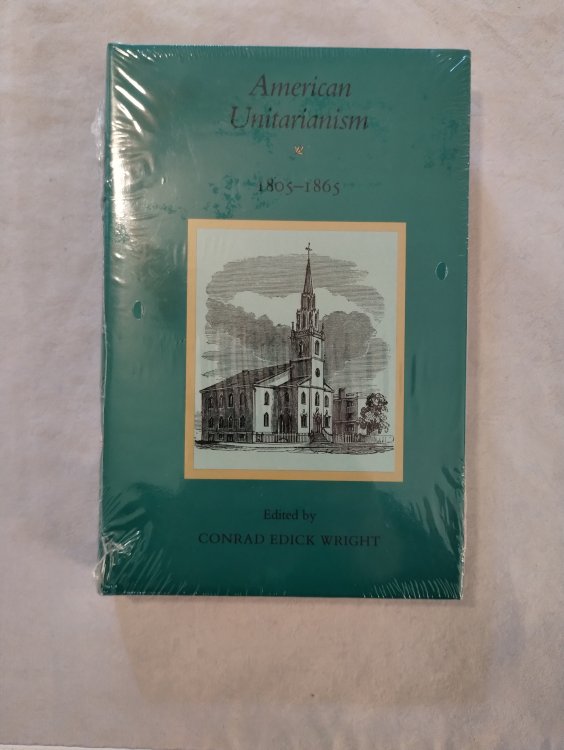 American
Unitarianism
1805–1865
Edited by
CONRAD EDICK WRIGHT